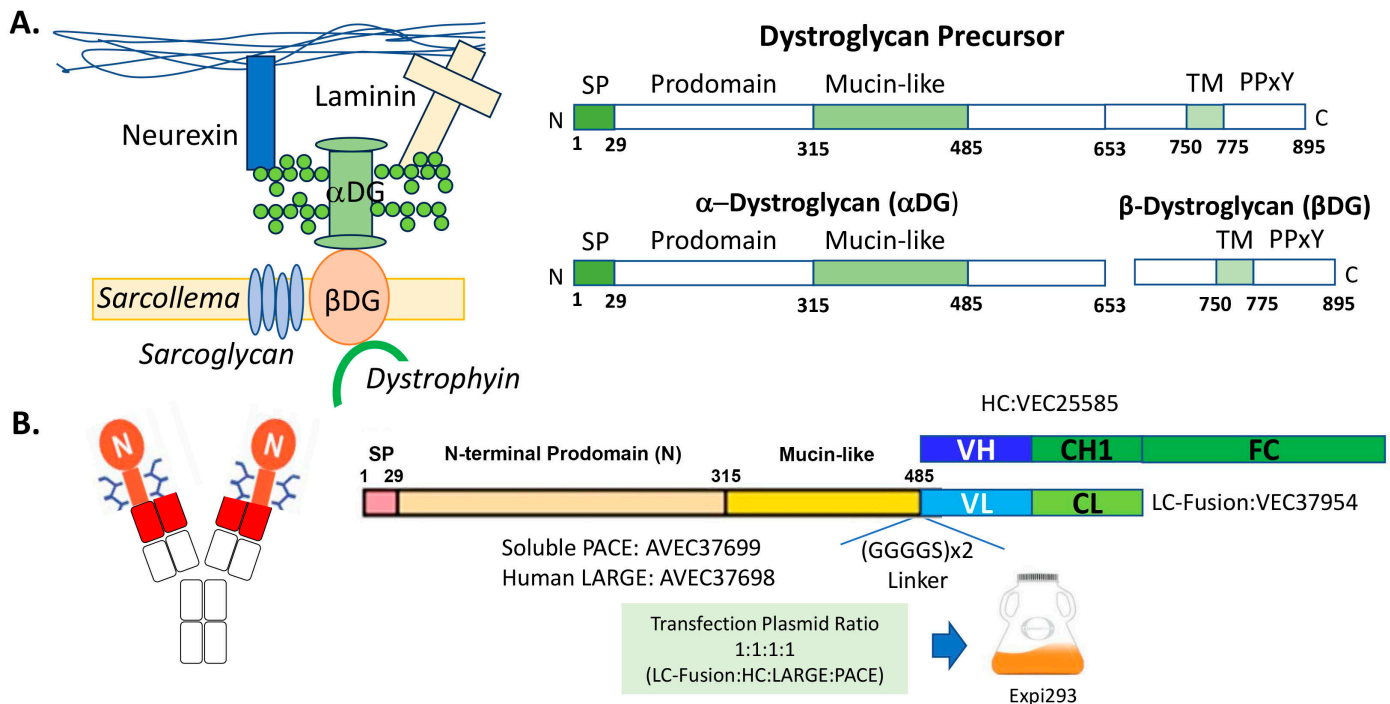 A.
Neurexin
Laminin
αDG
Sarcollema
βDG
Sarcoglycan
Dystrophyin
Dystroglycan Precursor
SP Prodomain Mucin-like TM PPxY
N C
1 29 315 485 653 750 775 895
α–Dystroglycan (αDG) β-Dystroglycan (βDG)
SP Prodomain Mucin-like TM PPxY
N C
1 29 315 485 653 750 775 895
B.
N N
HC:VEC25585
VH CH1 FC
SP N-terminal Prodomain (N) Mucin-like
1 29 315 485
VL CL LC-Fusion:VEC37954
Soluble PACE: AVEC37699
Human LARGE: AVEC37698
(GGGGS)x2
Linker
Transfection Plasmid Ratio
1:1:1:1
(LC-Fusion:HC:LARGE:PACE)
Expi293